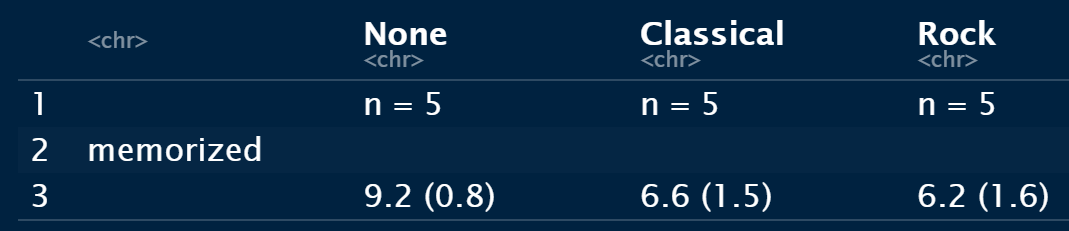 None Classical Rock
<chr> <chr> <chr> <chr>
1 n = 5 n = 5 n = 5
2 memorized
3 9.2 (0.8) 6.6 (1.5) 6.2 (1.6)